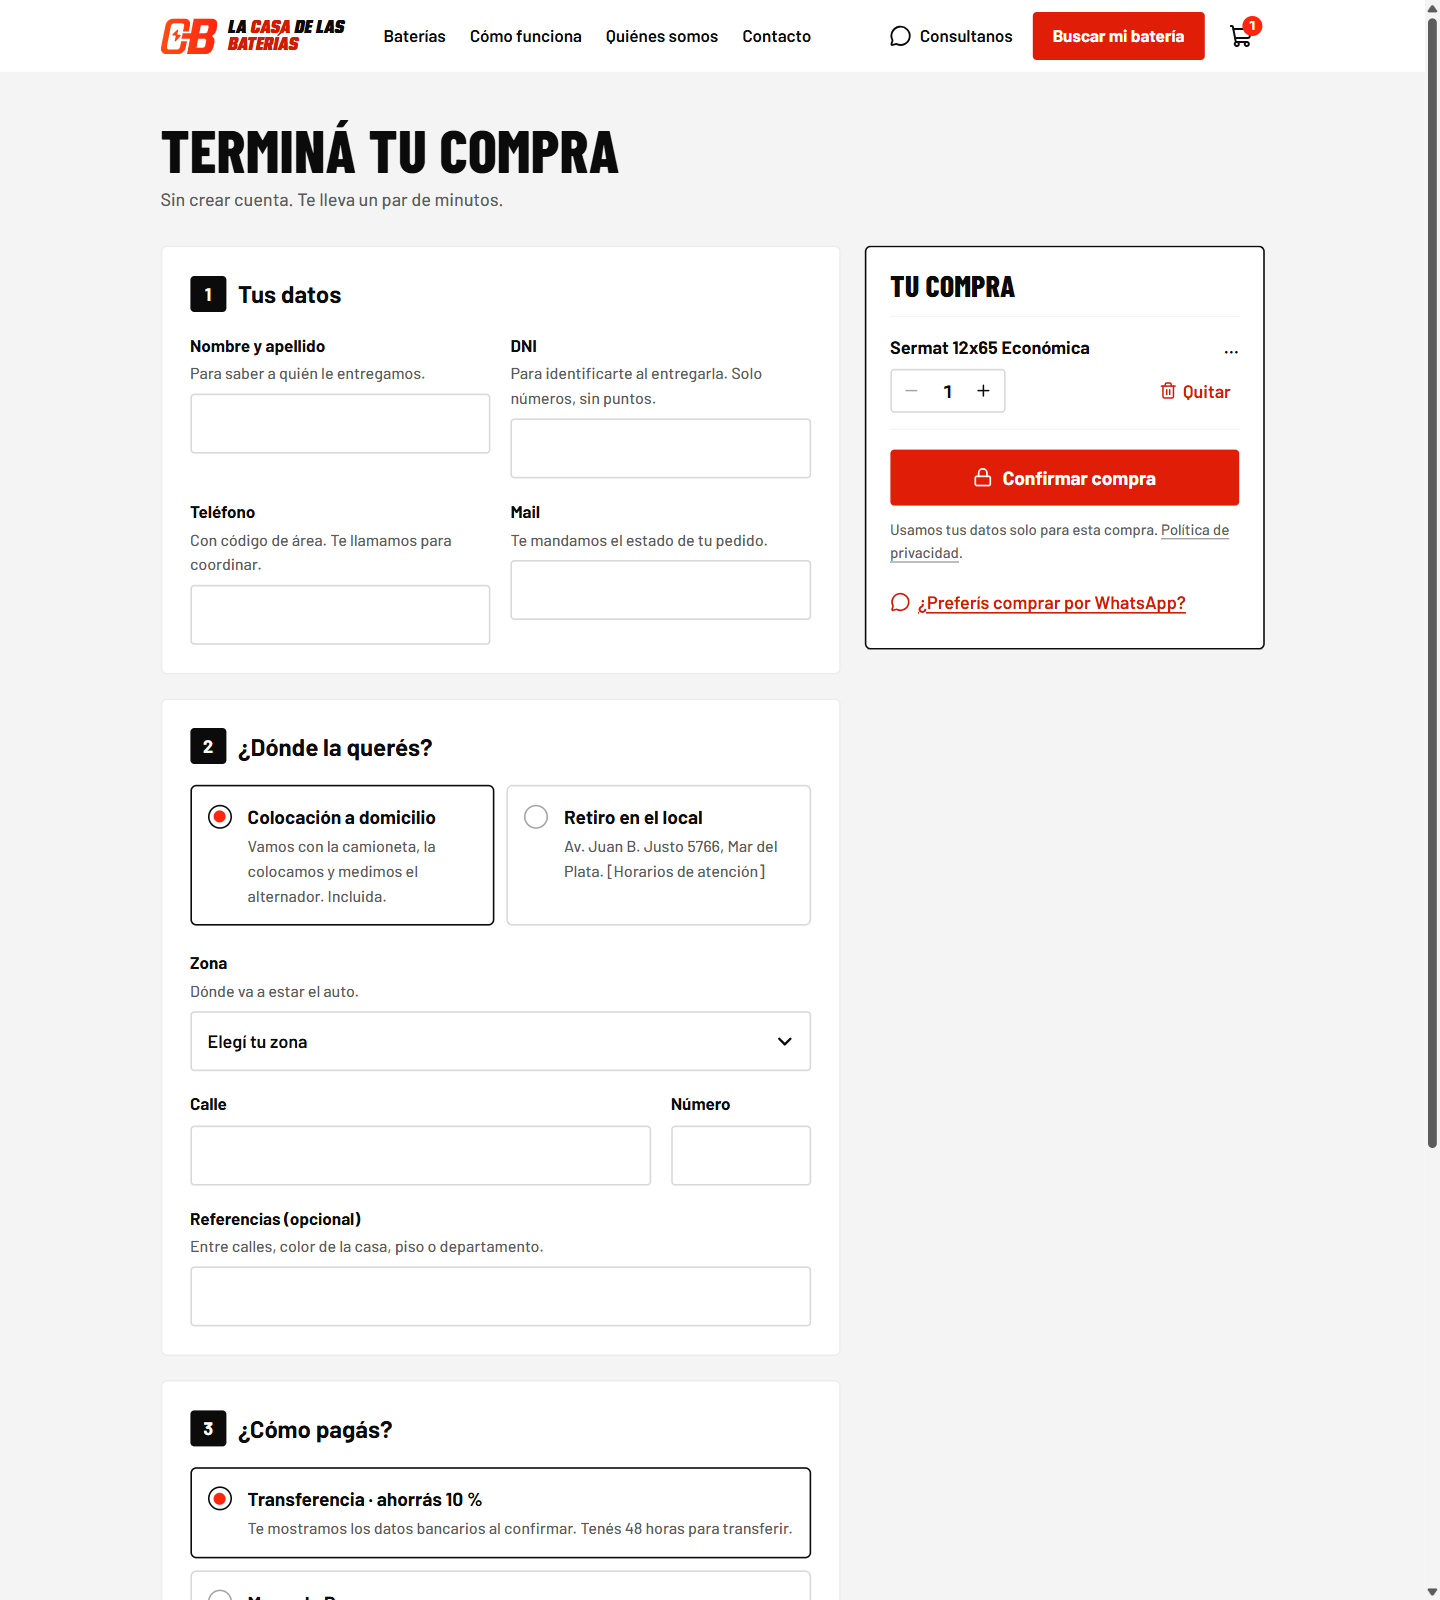 LA CASA DE LAS
BATERÍAS
Baterías
Cómo funciona
Quiénes somos
Contacto
Consultanos
Buscar mi batería
1
TERMINÁ TU COMPRA
Sin crear cuenta. Te lleva un par de minutos.
1 Tus datos
Nombre y apellido
Para saber a quién le entregamos.
DNI
Para identificarte al entregarla. Solo
números, sin puntos.
Teléfono
Con código de área. Te llamamos para
coordinar.
Mail
Te mandamos el estado de tu pedido.
2 ¿Dónde la querés?
Colocación a domicilio
Vamos con la camioneta, la
colocamos y medimos el
alternador. Incluida.
Retiro en el local
Av. Juan B. Justo 5766, Mar del
Plata. [Horarios de atención]
Zona
Dónde va a estar el auto.
Elegí tu zona
Calle
Número
Referencias (opcional)
Entre calles, color de la casa, piso o departamento.
3 ¿Cómo pagás?
Transferencia · ahorrás 10 %
Te mostramos los datos bancarios al confirmar. Tenés 48 horas para transferir.
TU COMPRA
Sermat 12x65 Económica ...
− 1 +
Quitar
Confirmar compra
Usamos tus datos solo para esta compra. Política de
privacidad.
¿Preferís comprar por WhatsApp?